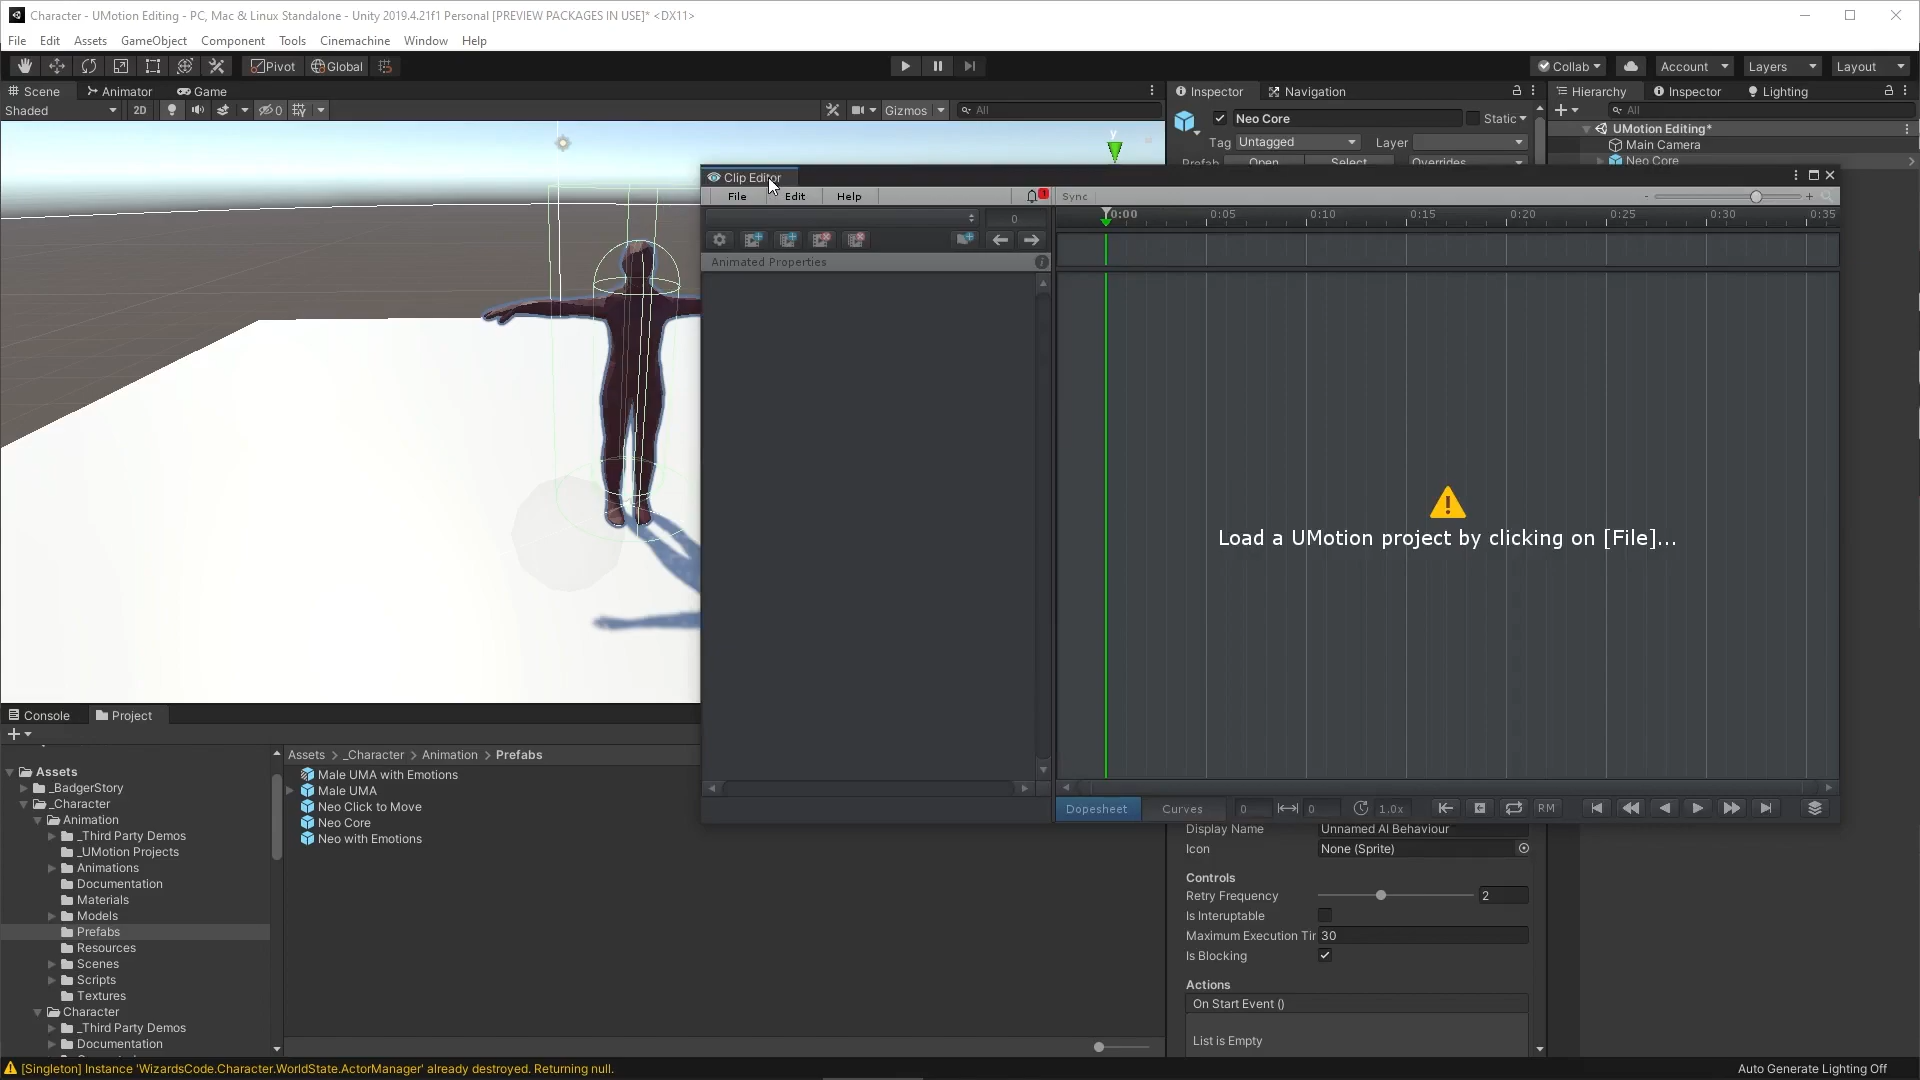 Character - UMotion Editing - PC, Mac & Linux Standalone - Unity 2019.4.21f1 Personal [PREVIEW PACKAGES IN USE]* <DX11>
File Edit Assets GameObject Component Tools Cinemachine Window Help
Pivot Global Collab Account Layers Layout
Scene Animator Game Inspector Navigation Hierarchy Inspector Lighting
Shaded 2D 0 Gizmos All
Neo Core Static
Tag Untagged Layer
Prefab Open Select Overrides
All
UMotion Editing*
Main Camera
Neo Core
y
Clip Editor
File Edit Help 1 Sync - +
0
0:00 0:05 0:10 0:15 0:20 0:30 0:35
Animated Properties
Load a UMotion project by clicking on [File]...
Dopesheet Curves 0 0 1.0x RM
Console Project
Assets
_BadgerStory
_Character
Animation
_Third Party Demos
_UMotion Projects
Animations
Documentation
Materials
Models
Prefabs
Resources
Scenes
Scripts
Textures
Character
_Third Party Demos
Documentation
Assets > _Character > Animation > Prefabs
Male UMA with Emotions
Male UMA
Neo Click to Move
Neo Core
Neo with Emotions
Display Name Unnamed AI Behaviour
Icon None (Sprite)
Controls
Retry Frequency 2
Is Interuptable
Maximum Execution Tir 30
Is Blocking
Actions
On Start Event ()
List is Empty
[Singleton] Instance 'WizardsCode.Character.WorldState.ActorManager' already destroyed. Returning null.
Auto Generate Lighting Off